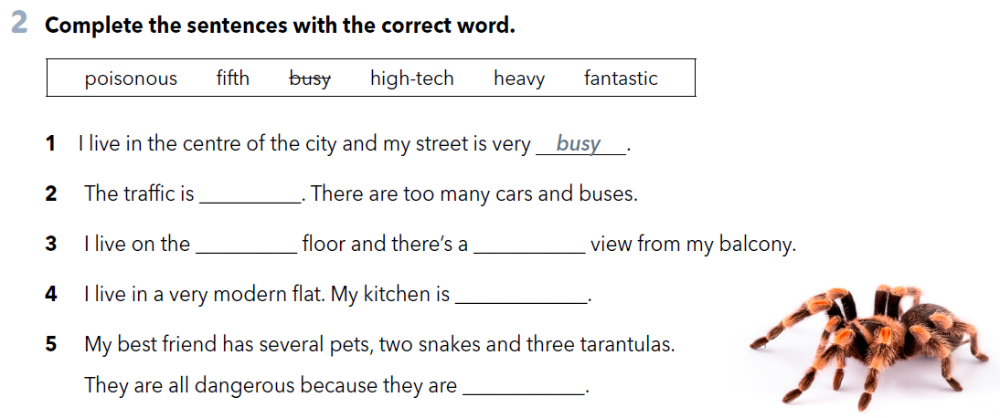 2 Complete the sentences with the correct word.
poisonous fifth busy high-tech heavy fantastic
1 I live in the centre of the city and my street is very busy.
2 The traffic is __________. There are too many cars and buses.
3 I live on the __________ floor and there's a ___________ view from my balcony.
4 I live in a very modern flat. My kitchen is _____________.
5 My best friend has several pets, two snakes and three tarantulas.
They are all dangerous because they are ____________.